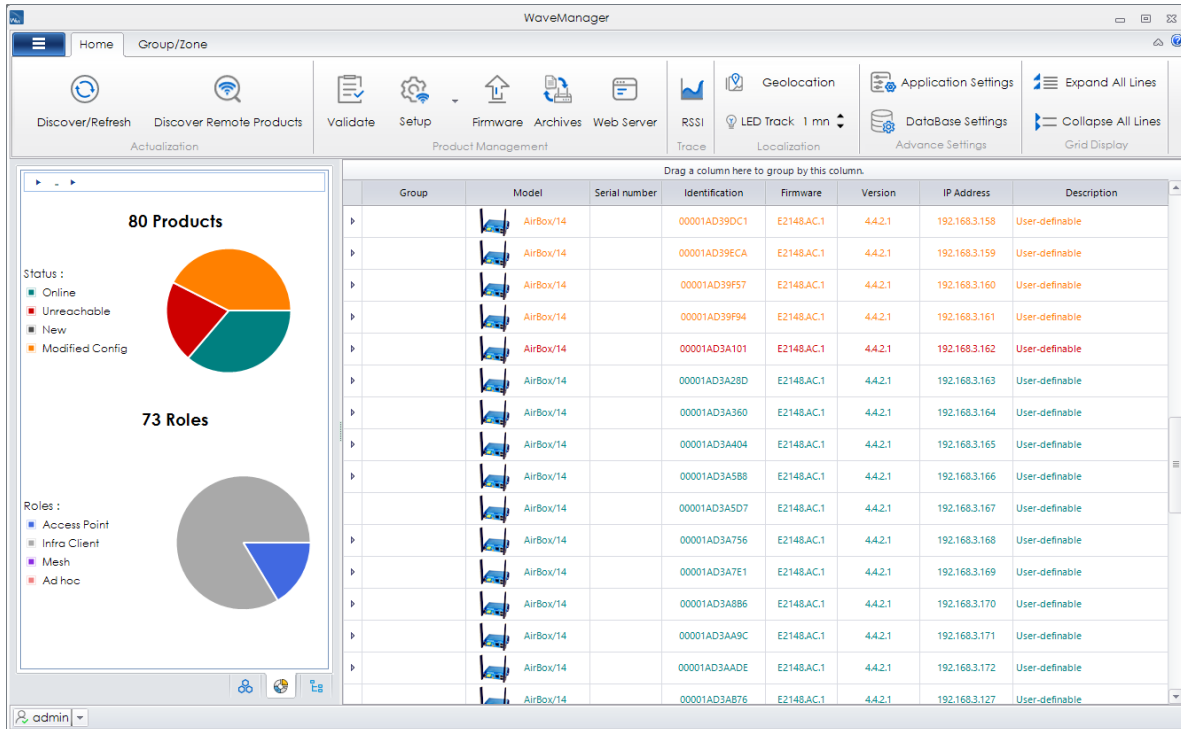 WaveManager
Home Group/Zone
Discover/Refresh Discover Remote Products Validate Setup Firmware Archives Web Server RSSI Geolocation LED Track 1 mn Application Settings DataBase Settings Expand All Lines Collapse All Lines
Actualization Product Management Trace Localization Advance Settings Grid Display
Drag a column here to group by this column.
Group Model Serial number Identification Firmware Version IP Address Description
AirBox/14 00001AD39DC1 E2148.AC.1 4.4.2.1 192.168.3.158 User-definable
AirBox/14 00001AD39ECA E2148.AC.1 4.4.2.1 192.168.3.159 User-definable
AirBox/14 00001AD39F57 E2148.AC.1 4.4.2.1 192.168.3.160 User-definable
AirBox/14 00001AD39F94 E2148.AC.1 4.4.2.1 192.168.3.161 User-definable
AirBox/14 00001AD3A101 E2148.AC.1 4.4.2.1 192.168.3.162 User-definable
AirBox/14 00001AD3A28D E2148.AC.1 4.4.2.1 192.168.3.163 User-definable
AirBox/14 00001AD3A360 E2148.AC.1 4.4.2.1 192.168.3.164 User-definable
AirBox/14 00001AD3A404 E2148.AC.1 4.4.2.1 192.168.3.165 User-definable
AirBox/14 00001AD3A5B8 E2148.AC.1 4.4.2.1 192.168.3.166 User-definable
AirBox/14 00001AD3A5D7 E2148.AC.1 4.4.2.1 192.168.3.167 User-definable
AirBox/14 00001AD3A756 E2148.AC.1 4.4.2.1 192.168.3.168 User-definable
AirBox/14 00001AD3A7E1 E2148.AC.1 4.4.2.1 192.168.3.169 User-definable
AirBox/14 00001AD3A8B6 E2148.AC.1 4.4.2.1 192.168.3.170 User-definable
AirBox/14 00001AD3AA9C E2148.AC.1 4.4.2.1 192.168.3.171 User-definable
AirBox/14 00001AD3AADE E2148.AC.1 4.4.2.1 192.168.3.172 User-definable
AirBox/14 00001AD3AB76 E2148.AC.1 4.4.2.1 192.168.3.127 User-definable
80 Products
Status :
Online
Unreachable
New
Modified Config
73 Roles
Roles :
Access Point
Infra Client
Mesh
Ad hoc
admin